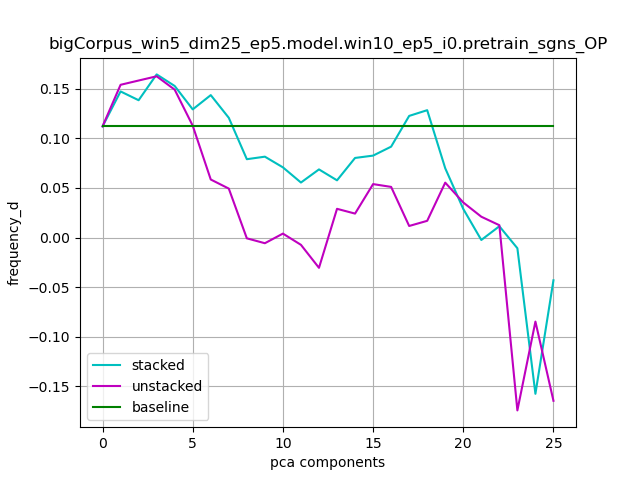 bigCorpus_win5_dim25_ep5.model.win10_ep5_i0.pretrain_sgns_OP
0.15
0.10
0.05
0.00
−0.05
−0.10
−0.15
frequency_d
stacked
unstacked
baseline
0 5 10 15 20 25
pca components